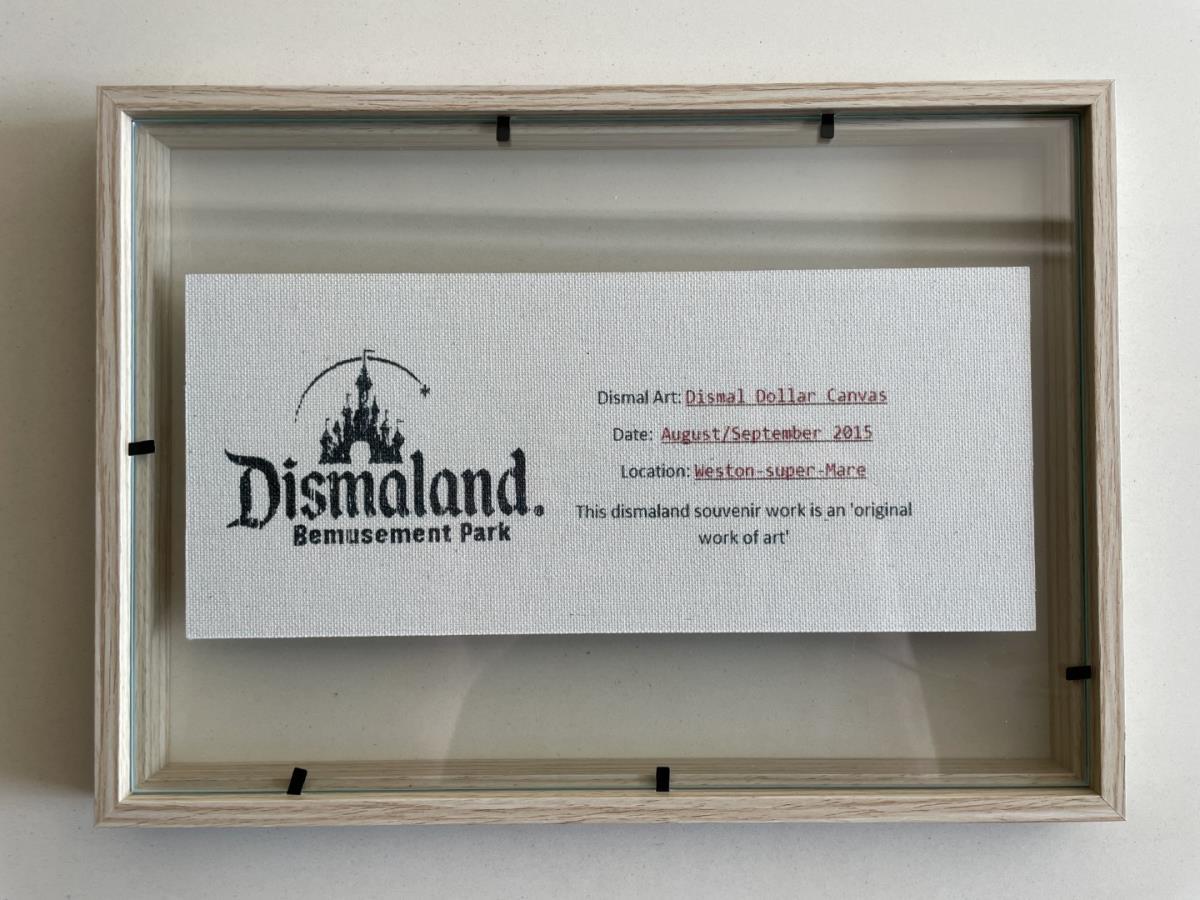 Dismaland.
Bemusement Park
Dismal Art: Dismal Dollar Canvas
Date: August/September 2015
Location: Weston-super-Mare
This dismaland souvenir work is an 'original
work of art'